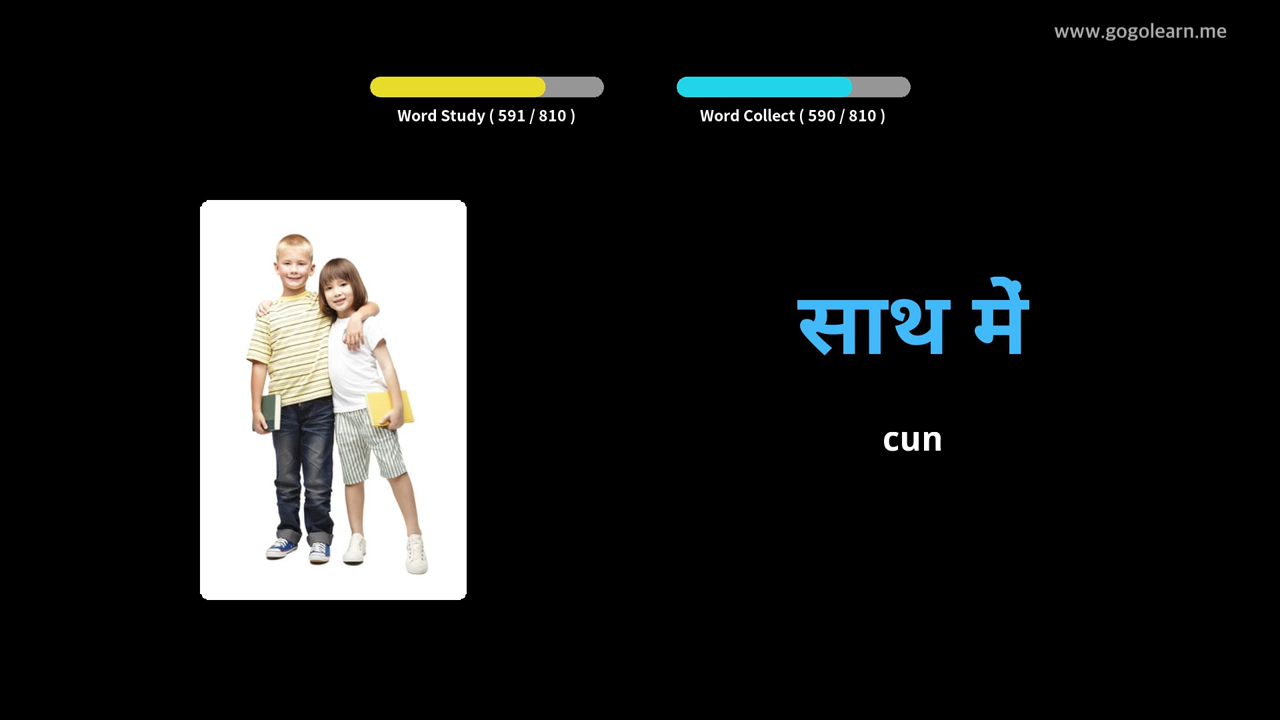 www.gogolearn.me
Word Study ( 591 / 810 )
Word Collect ( 590 / 810 )
साथ में
cun